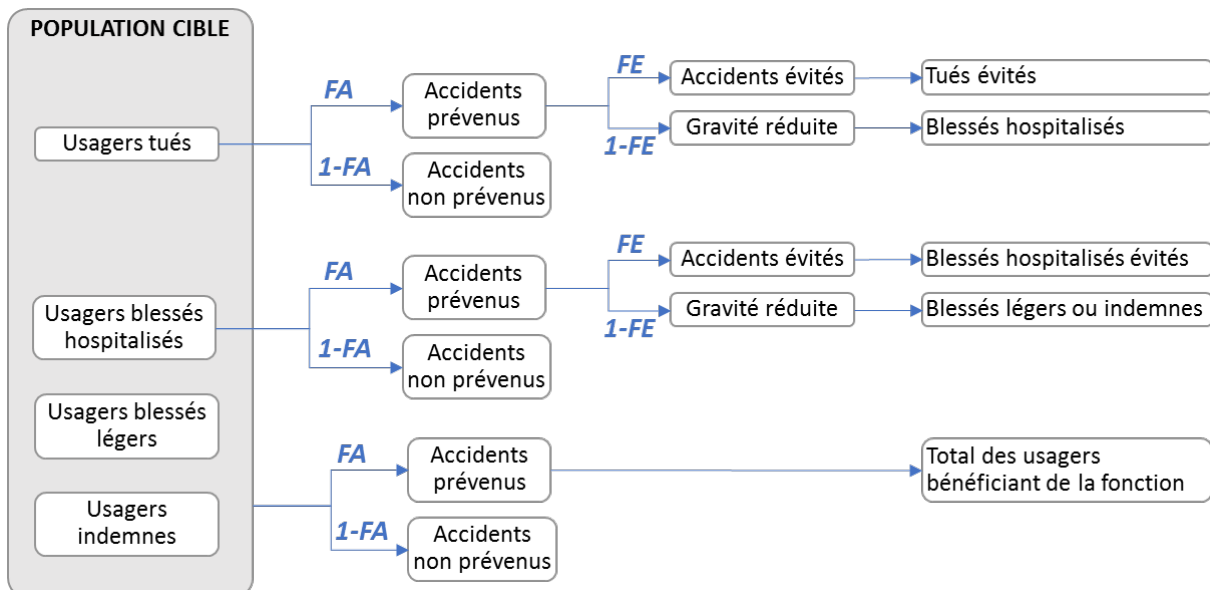 POPULATION CIBLE
Usagers tués
FA
1-FA
Accidents
prévenus
Accidents
non prévenus
FE
1-FE
Accidents évités
Tués évités
Gravité réduite
Blessés hospitalisés
Usagers blessés
hospitalisés
FA
1-FA
Accidents
prévenus
Accidents
non prévenus
FE
1-FE
Accidents évités
Blessés hospitalisés évités
Gravité réduite
Blessés légers ou indemnes
Usagers blessés
légers
Usagers
indemnes
FA
1-FA
Accidents
prévenus
Accidents
non prévenus
Total des usagers
bénéficiant de la fonction